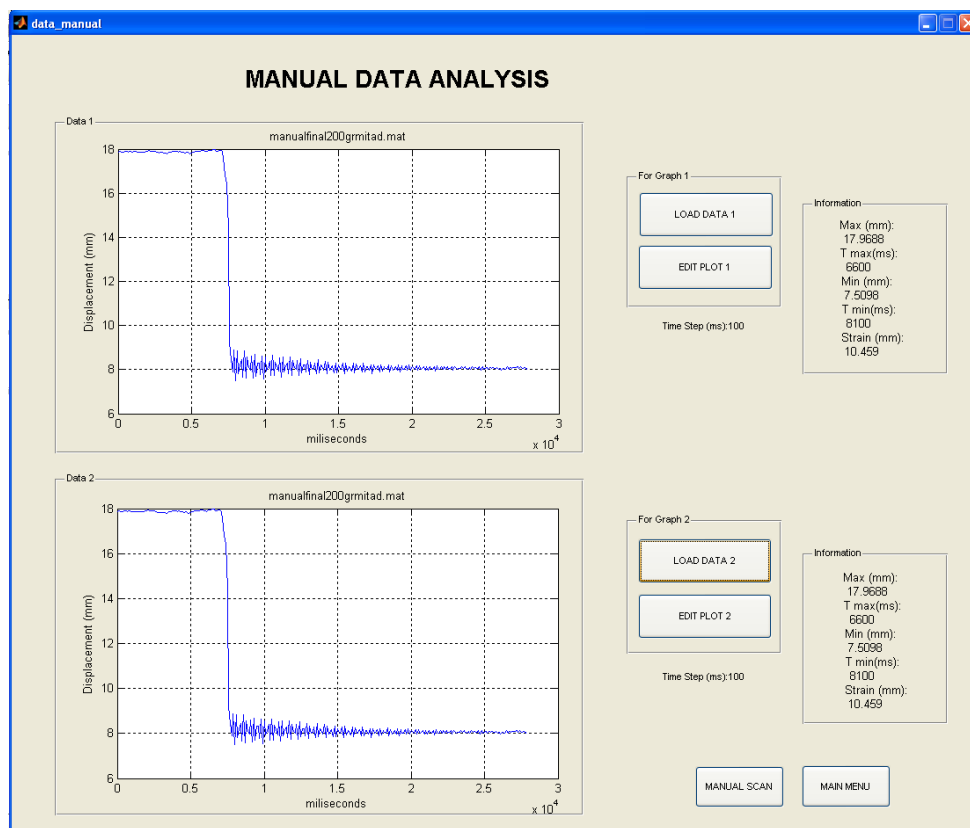 data_manual
MANUAL DATA ANALYSIS
Data 1
manualfinal200grmitad.mat
18
16
14
12
10
8
6
Displacement (mm)
0 0.5 1 1.5 2 2.5 3
miliseconds
x 10^4
For Graph 1
LOAD DATA 1
EDIT PLOT 1
Time Step (ms):100
Information
Max (mm):
17.9688
T max(ms):
6600
Min (mm):
7.5098
T min(ms):
8100
Strain (mm):
10.459
Data 2
manualfinal200grmitad.mat
18
16
14
12
10
8
6
Displacement (mm)
0 0.5 1 1.5 2 2.5 3
miliseconds
x 10^4
For Graph 2
LOAD DATA 2
EDIT PLOT 2
Time Step (ms):100
Information
Max (mm):
17.9688
T max(ms):
6600
Min (mm):
7.5098
T min(ms):
8100
Strain (mm):
10.459
MANUAL SCAN
MAIN MENU